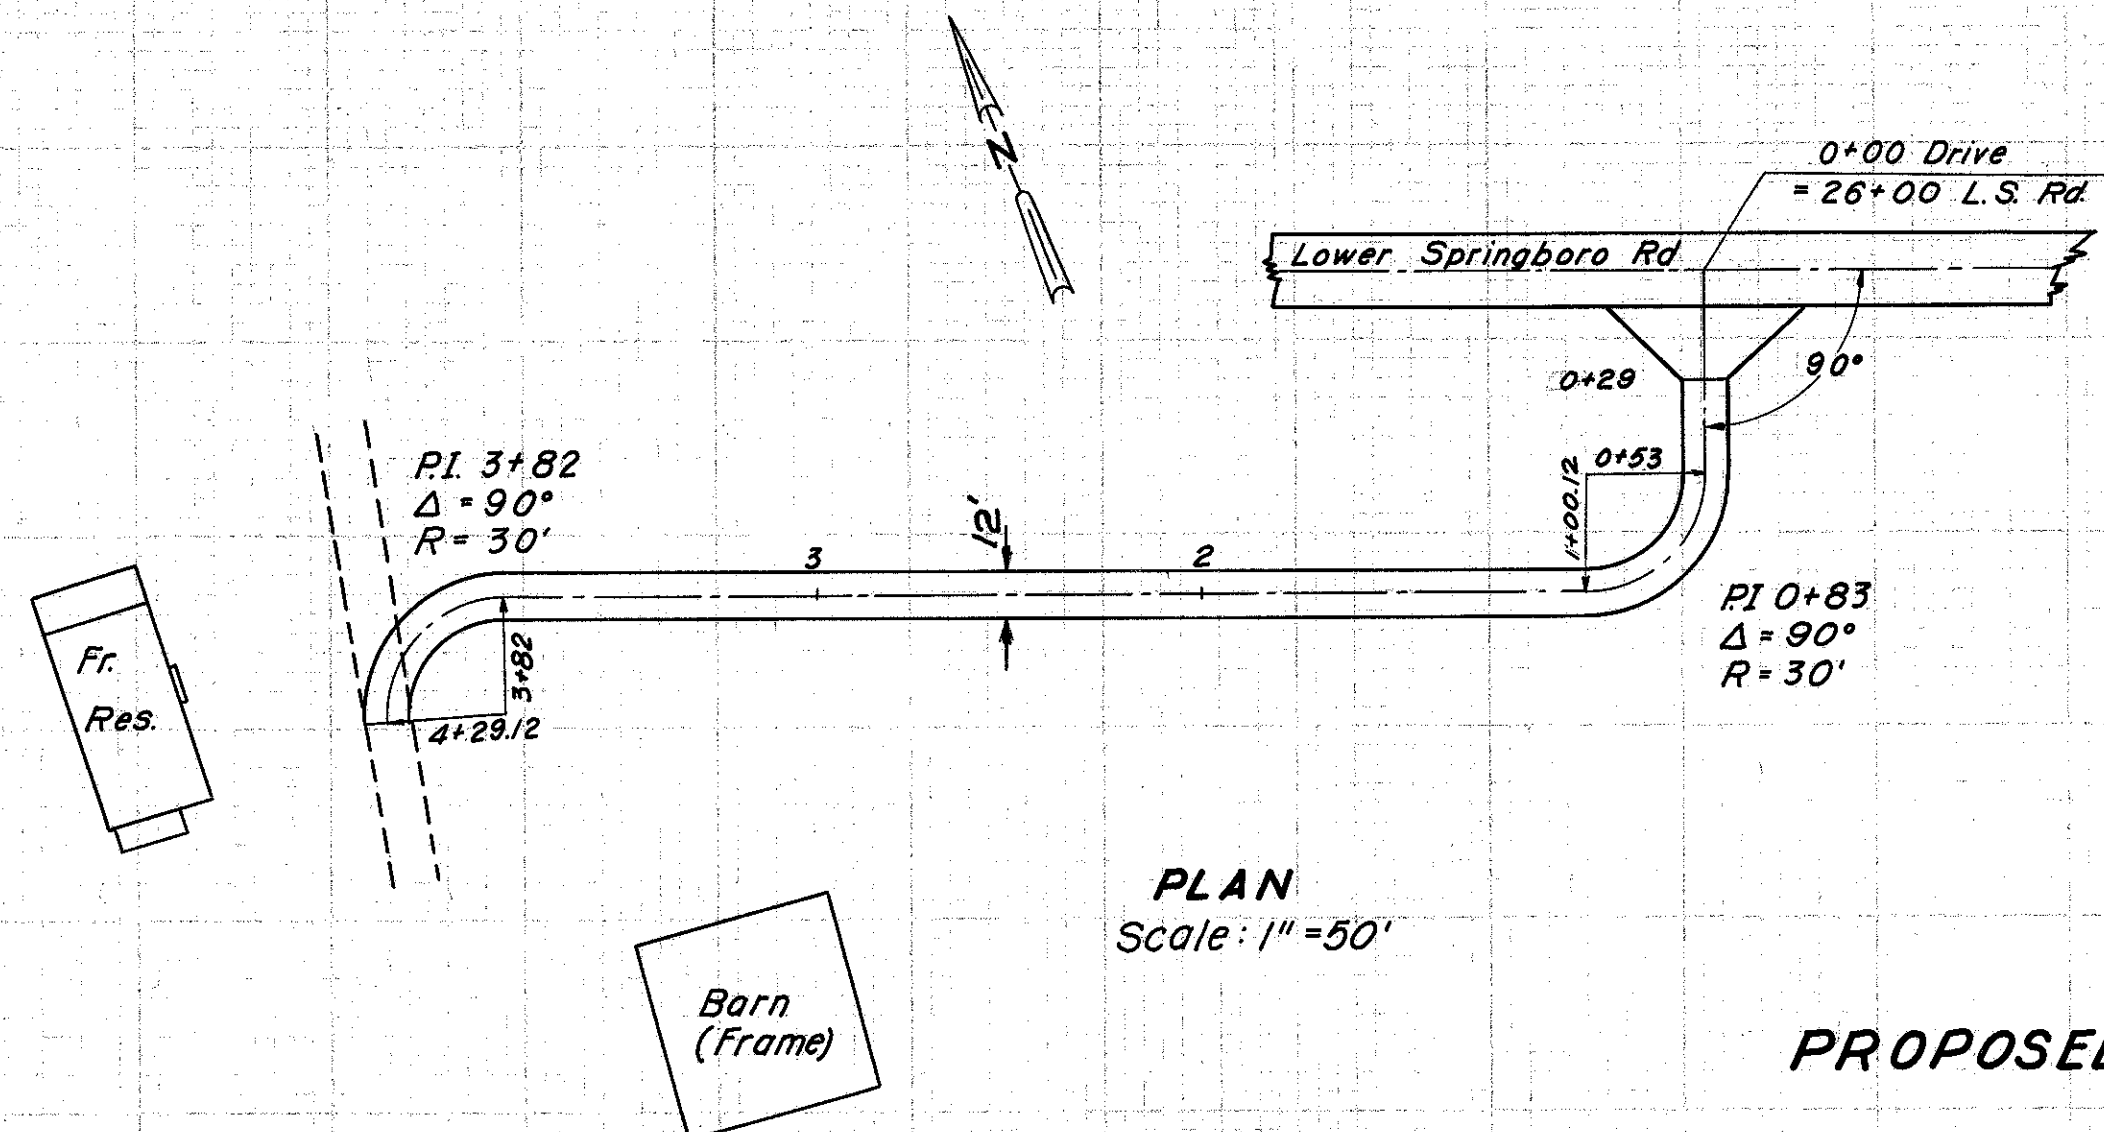 N
0+00 Drive
= 26+00 L.S. Rd.
Lower Springboro Rd
0+29
90°
0+53
1+00.12
P.I. 3+82
Δ = 90°
R = 30'
12'
3
2
P.I 0+83
Δ = 90°
R = 30'
3+82
4+29.12
Fr.
Res.
PLAN
Scale: 1" = 50'
Barn
(Frame)
PROPOSE